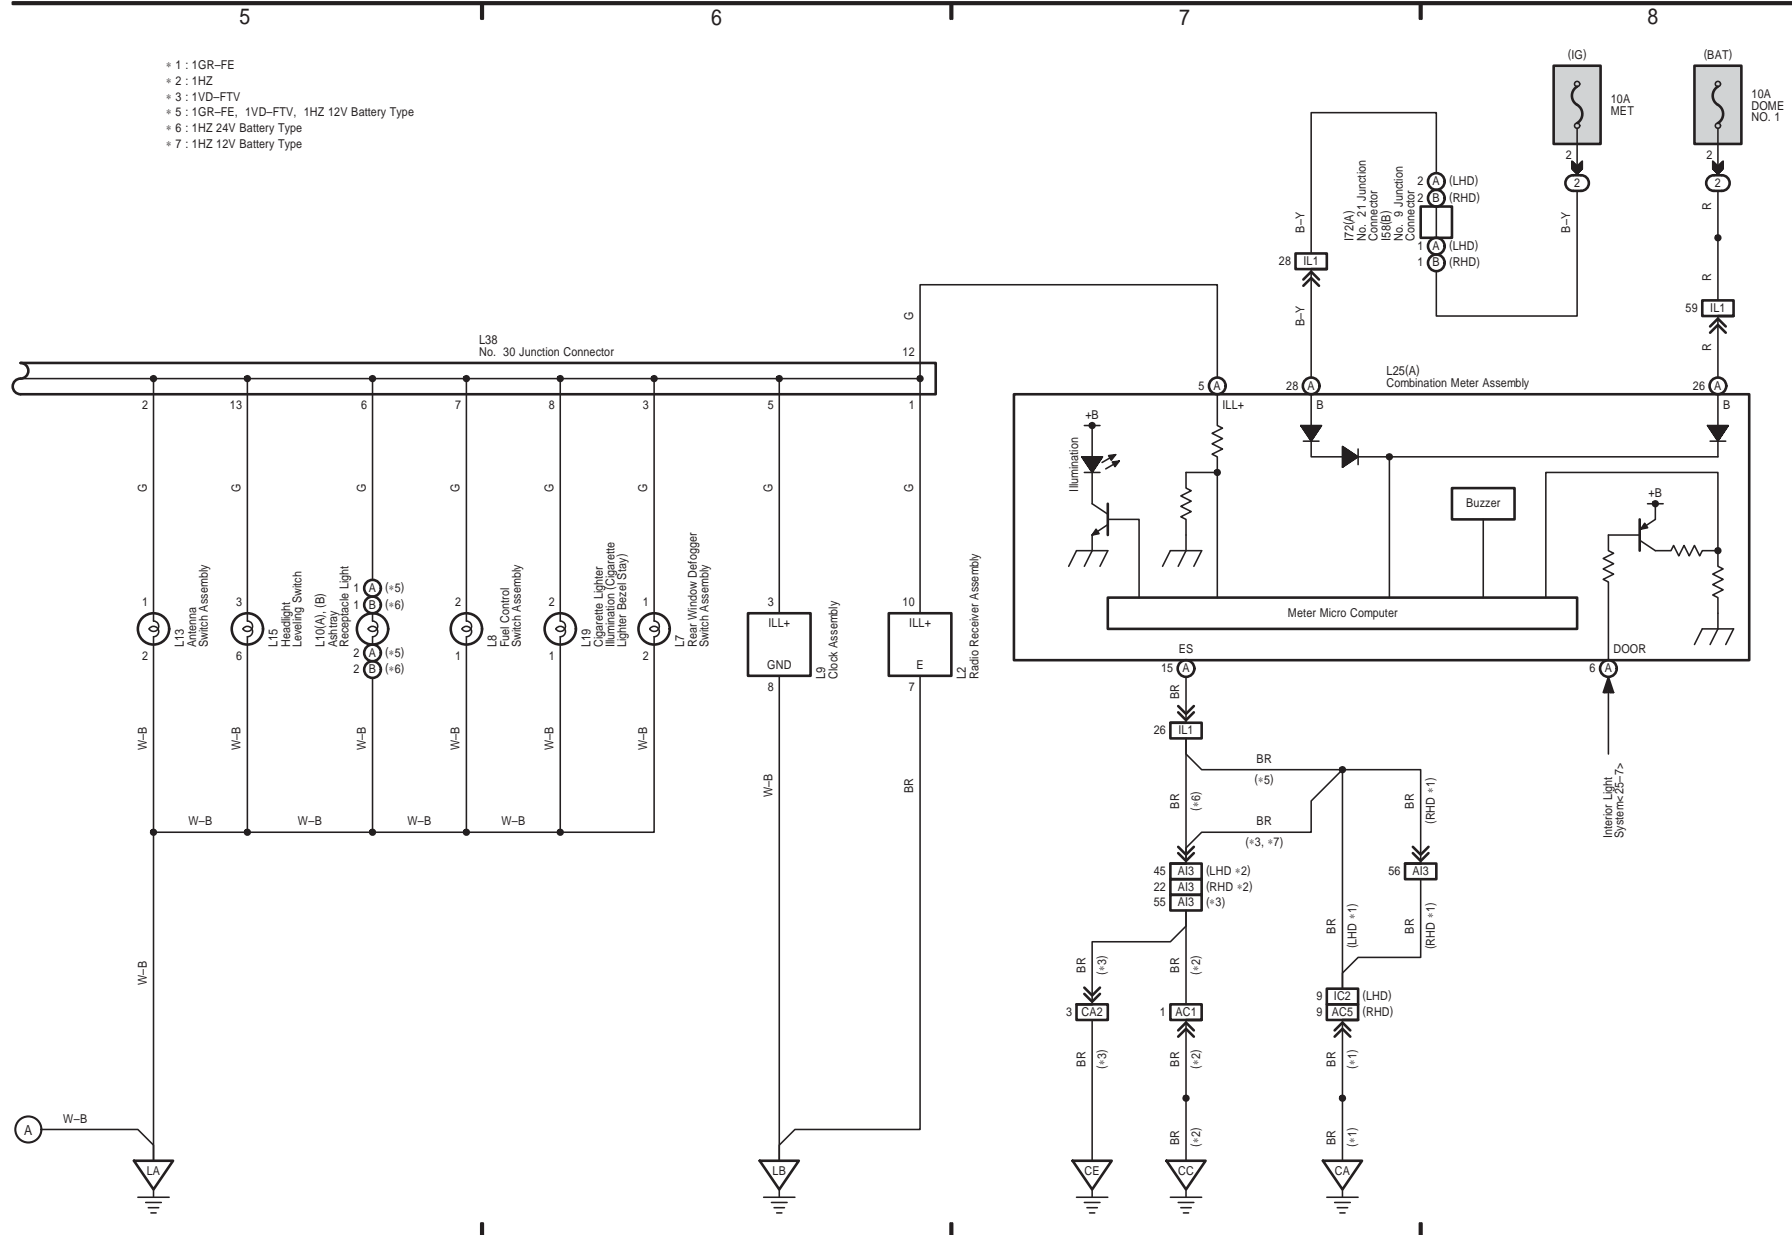 5 6 7 8
* 1 : 1GR–FE
* 2 : 1HZ
* 3 : 1VD–FTV
* 5 : 1GR–FE, 1VD–FTV, 1HZ 12V Battery Type
* 6 : 1HZ 24V Battery Type
* 7 : 1HZ 12V Battery Type
(IG)
10A
MET
2
2
(BAT)
10A
DOME
NO. 1
2
2
I72(A)
No. 21 Junction
Connector
I58(B)
No. 9 Junction
Connector
2 A (LHD)
2 B (RHD)
1 A (LHD)
1 B (RHD)
B–Y
B–Y
28 IL1
B–Y
R
R
59 IL1
R
G
L38
No. 30 Junction Connector
12
2 13 6 7 8 3 5 1
G G G G G G G G
1
2
L13
Antenna
Switch Assembly
3
6
L15
Headlight
Leveling Switch
L10(A), (B)
Ashtray
Receptacle Light
1 A (*5)
1 B (*6)
2 A (*5)
2 B (*6)
2
1
L8
Fuel Control
Switch Assembly
2
1
L19
Cigarette Lighter
Illumination (Cigarette
Lighter Bezel Stay)
1
2
L7
Rear Window Defogger
Switch Assembly
3
ILL+
GND
8
L9
Clock Assembly
10
ILL+
E
7
L2
Radio Receiver Assembly
W–B W–B W–B W–B W–B W–B
W–B BR
W–B W–B W–B W–B
W–B
A W–B
LA
LB
L25(A)
Combination Meter Assembly
5 A
ILL+
28 A
B
26 A
B
+B
Illumination
Buzzer
+B
Meter Micro Computer
ES
15 A
DOOR
6 A
BR
26 IL1
BR
(*5)
BR
(*6)
BR
(*3, *7)
BR
(RHD *1)
Interior Light
System<25–7>
45 AI3 (LHD *2)
22 AI3 (RHD *2)
55 AI3 (*3)
56 AI3
BR
(*3)
BR
(*2)
BR
(LHD *1)
BR
(RHD *1)
3 CA2
1 AC1
9 IC2 (LHD)
9 AC5 (RHD)
BR
(*3)
BR
(*2)
BR
(*1)
BR
(*2)
BR
(*1)
CE
CC
CA